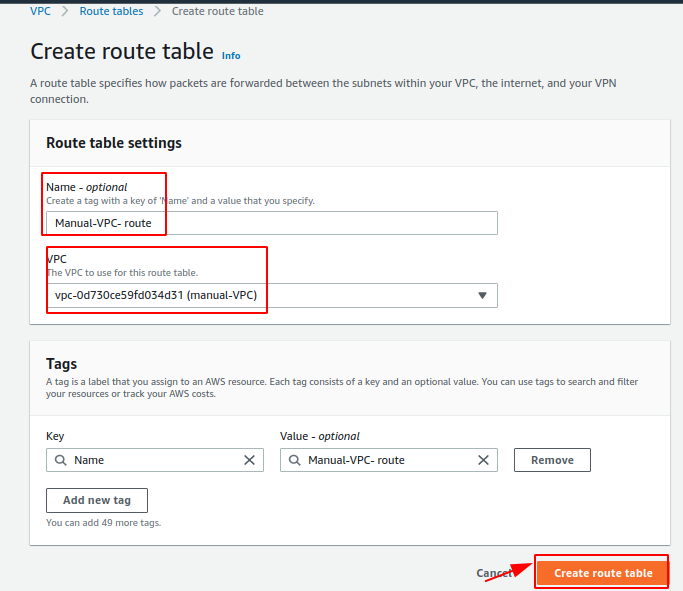 VPC > Route tables > Create route table
Create route table Info
A route table specifies how packets are forwarded between the subnets within your VPC, the internet, and your VPN
connection.
Route table settings
Name - optional
Create a tag with a key of 'Name' and a value that you specify.
Manual-VPC- route
VPC
The VPC to use for this route table.
vpc-0d730ce59fd034d31 (manual-VPC)
Tags
A tag is a label that you assign to an AWS resource. Each tag consists of a key and an optional value. You can use tags to search and filter
your resources or track your AWS costs.
Key Value - optional
Name Manual-VPC- route Remove
Add new tag
You can add 49 more tags.
Cancel Create route table